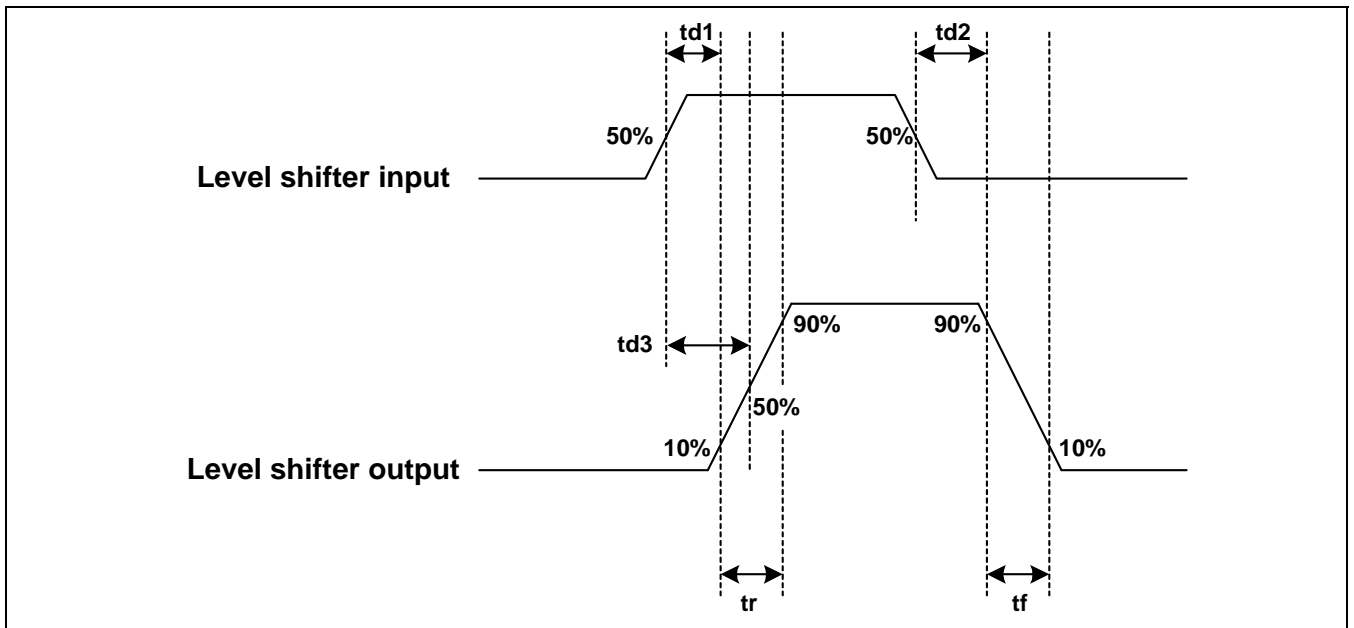 td1
td2
50%
50%
Level shifter input
90%
90%
td3
50%
10%
10%
Level shifter output
tr
tf